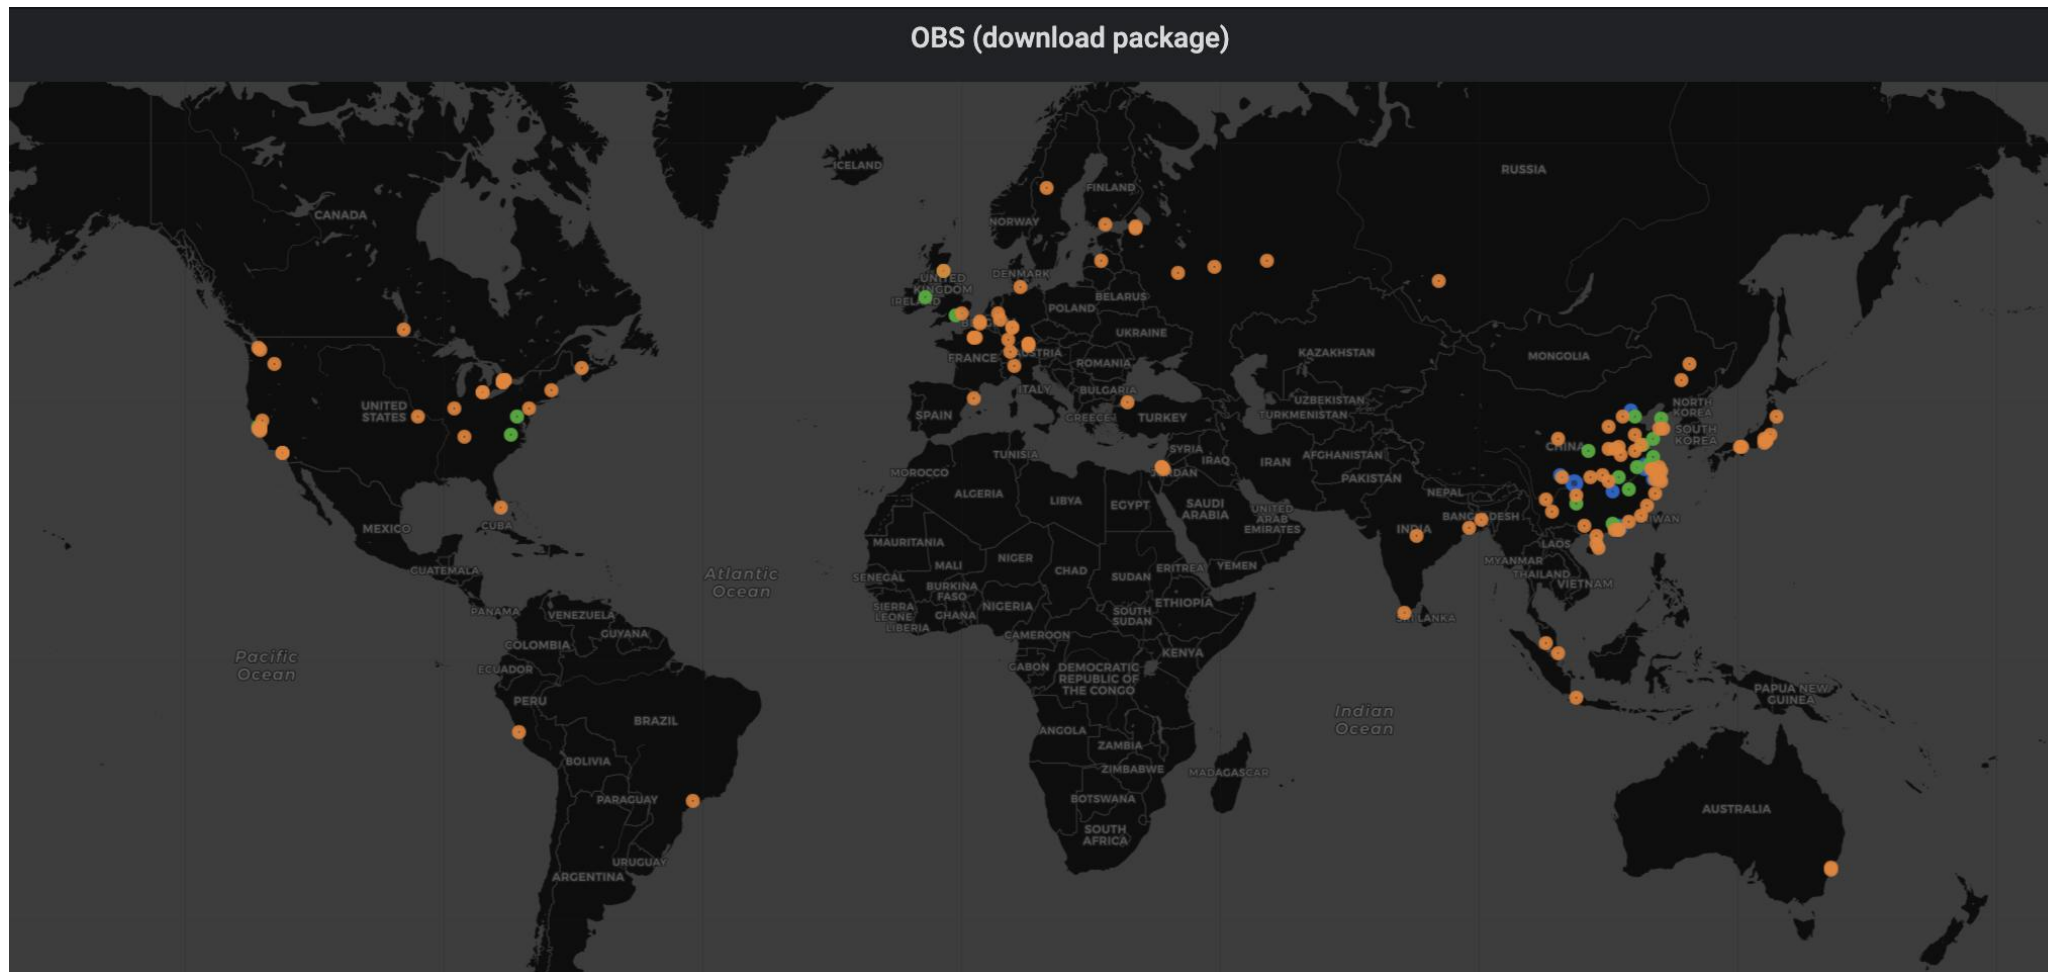 OBS (download package)
ICELAND
RUSSIA
CANADA
FINLAND
NORWAY
UNITED
KINGDOM
DENMARK
BELARUS
POLAND
UKRAINE
FRANCE
AUSTRIA
ROMANIA
KAZAKHSTAN
MONGOLIA
ITALY
BULGARIA
UNITED
STATES
SPAIN
GREECE
TURKEY
UZBEKISTAN
TURKMENISTAN
NORTH
KOREA
SOUTH
KOREA
CHINA
TUNISIA
SYRIA
IRAQ
IRAN
AFGHANISTAN
MOROCCO
PAKISTAN
ALGERIA
LIBYA
EGYPT
SAUDI
ARABIA
UNITED
ARAB
EMIRATES
NEPAL
MEXICO
CUBA
INDIA
MAURITANIA
LAOS
GUATEMALA
Atlantic
Ocean
MALI
NIGER
CHAD
SUDAN
ERITREA
YEMEN
MYANMAR
THAILAND
VIETNAM
SENEGAL
BURKINA
FASO
PANAMA
VENEZUELA
SIERRA
LEONE
LIBERIA
GHANA
NIGERIA
SOUTH
SUDAN
ETHIOPIA
GUYANA
COLOMBIA
CAMEROON
Pacific
Ocean
ECUADOR
GABON
DEMOCRATIC
REPUBLIC OF
THE CONGO
KENYA
PERU
BRAZIL
PAPUA NEW
GUINEA
Indian
Ocean
ANGOLA
ZAMBIA
BOLIVIA
ZIMBABWE
MADAGASCAR
PARAGUAY
BOTSWANA
AUSTRALIA
SOUTH
AFRICA
URUGUAY
ARGENTINA